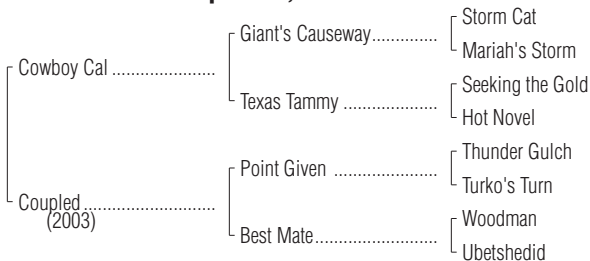 Storm Cat
Giant's Causeway..............
Mariah's Storm
Cowboy Cal ......................
Seeking the Gold
Texas Tammy ....................
Hot Novel
Thunder Gulch
Point Given ......................
Turko's Turn
Coupled............................
(2003)
Woodman
Best Mate..........................
Ubetshedid